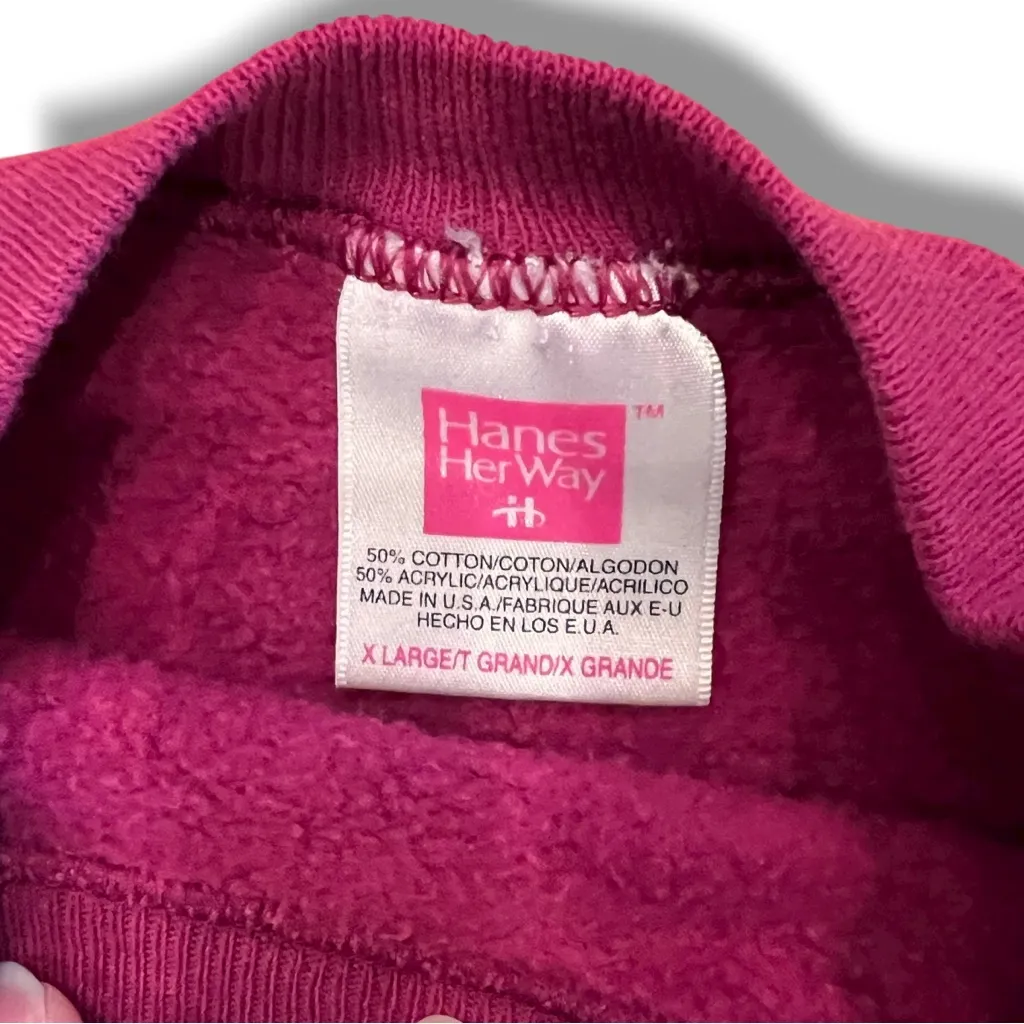 Hanes
Her Way
TM
50% COTTON/COTON/ALGODON
50% ACRYLIC/ACRYLIQUE/ACRILICO
MADE IN U.S.A./FABRIQUE AUX E-U
HECHO EN LOS E.U.A.
X LARGE/T GRAND/X GRANDE